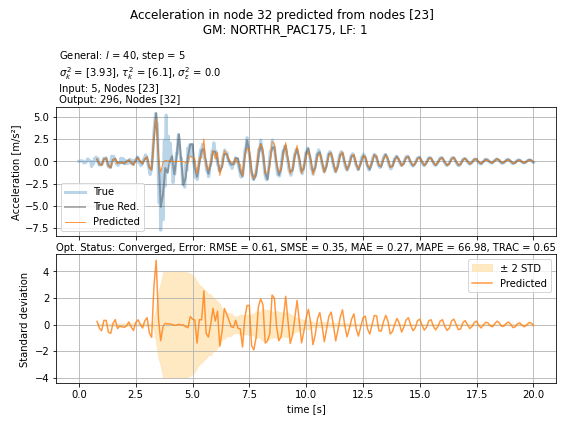 Acceleration in node 32 predicted from nodes [23]
GM: NORTHR_PAC175, LF: 1
General: l = 40, step = 5
σ²ₖ = [3.93], τ²ₖ = [6.1], σ²ε = 0.0
Input: 5, Nodes [23]
Output: 296, Nodes [32]
Acceleration [m/s²]
5.0
2.5
0.0
−2.5
−5.0
−7.5
True
True Red.
Predicted
Opt. Status: Converged, Error: RMSE = 0.61, SMSE = 0.35, MAE = 0.27, MAPE = 66.98, TRAC = 0.65
Standard deviation
4
2
0
−2
−4
± 2 STD
Predicted
0.0 2.5 5.0 7.5 10.0 12.5 15.0 17.5 20.0
time [s]